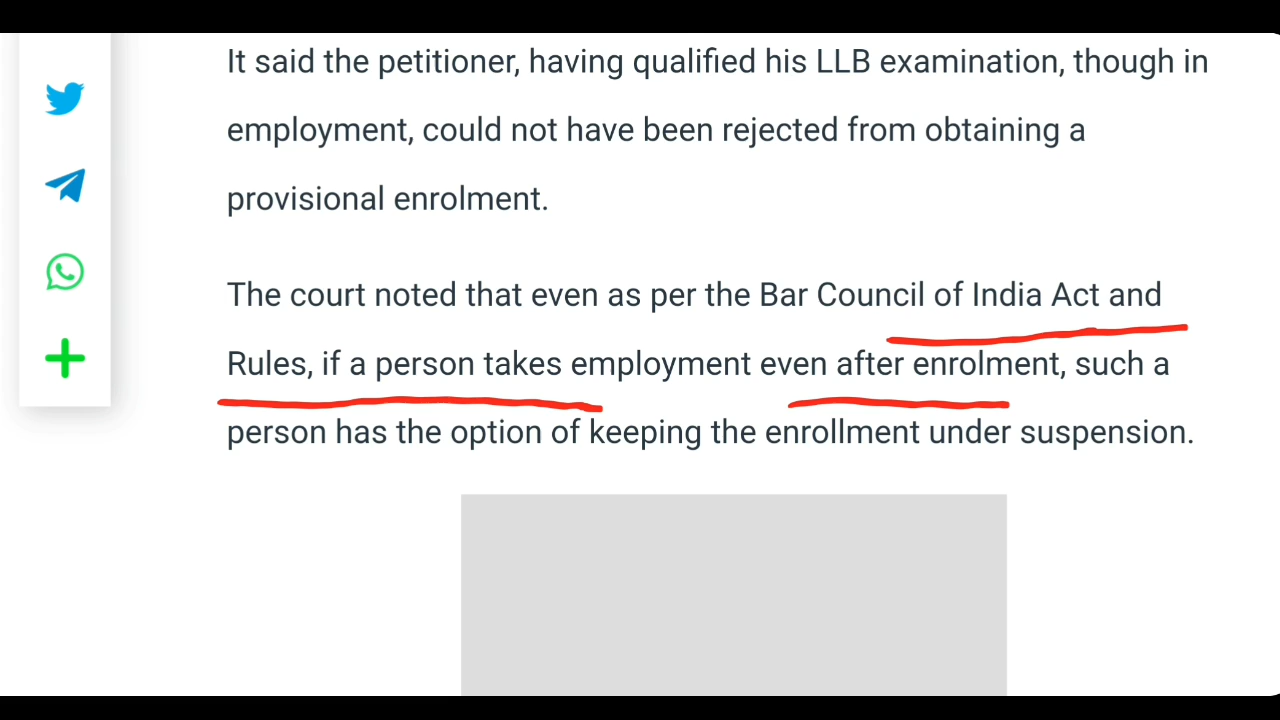 It said the petitioner, having qualified his LLB examination, though in
employment, could not have been rejected from obtaining a
provisional enrolment.
The court noted that even as per the Bar Council of India Act and
Rules, if a person takes employment even after enrolment, such a
person has the option of keeping the enrollment under suspension.